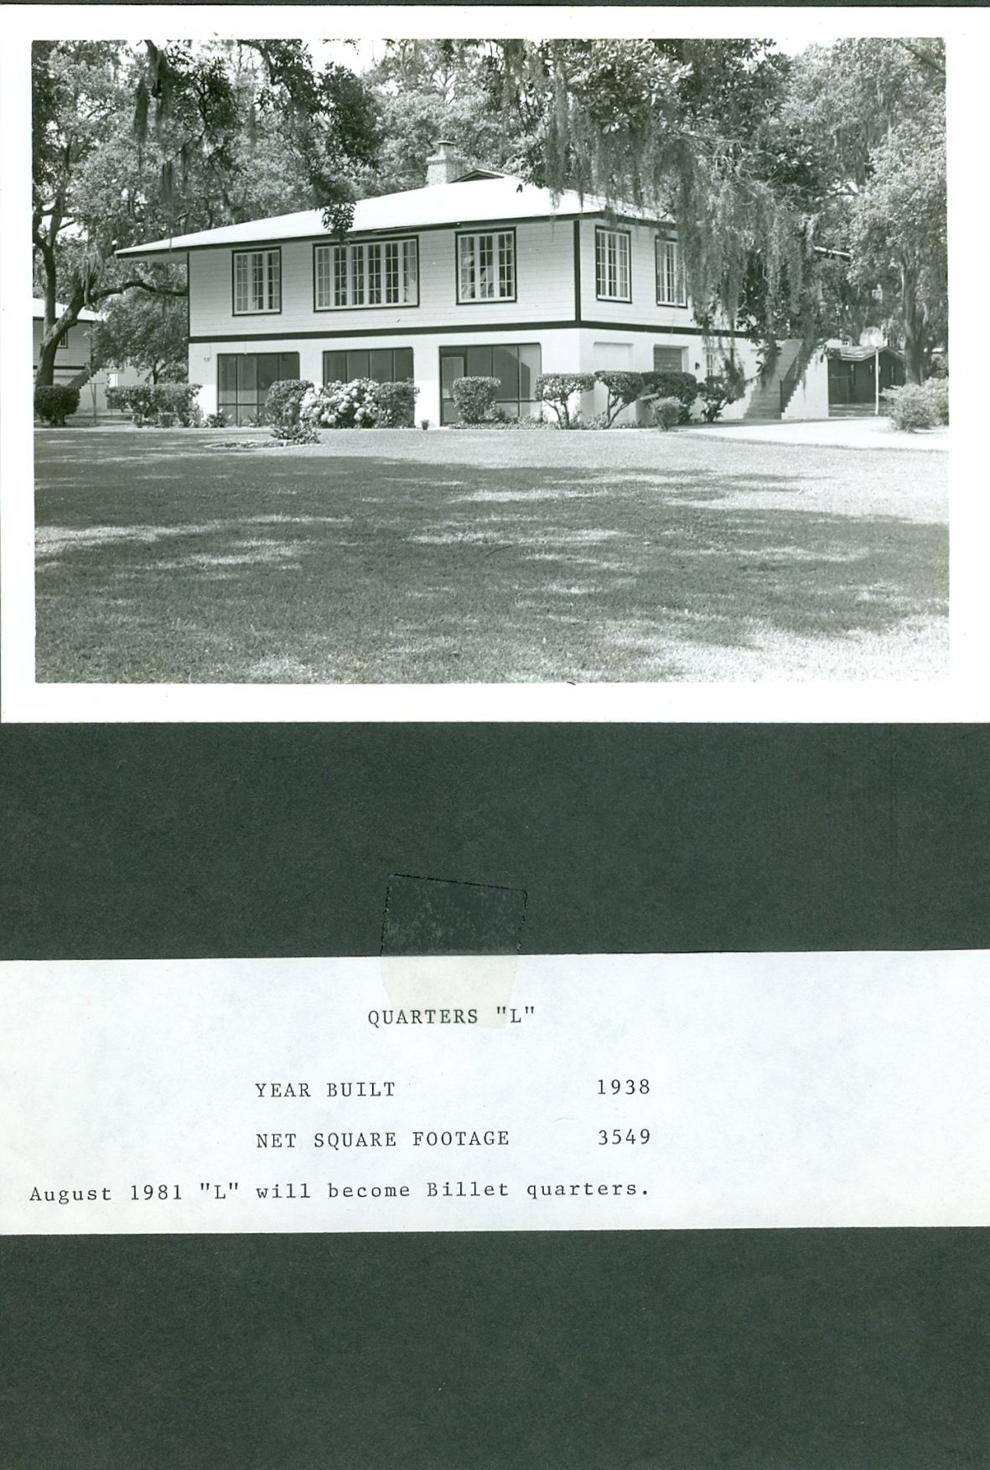 QUARTERS "L"
YEAR BUILT 1938
NET SQUARE FOOTAGE 3549
August 1981 "L" will become Billet quarters.